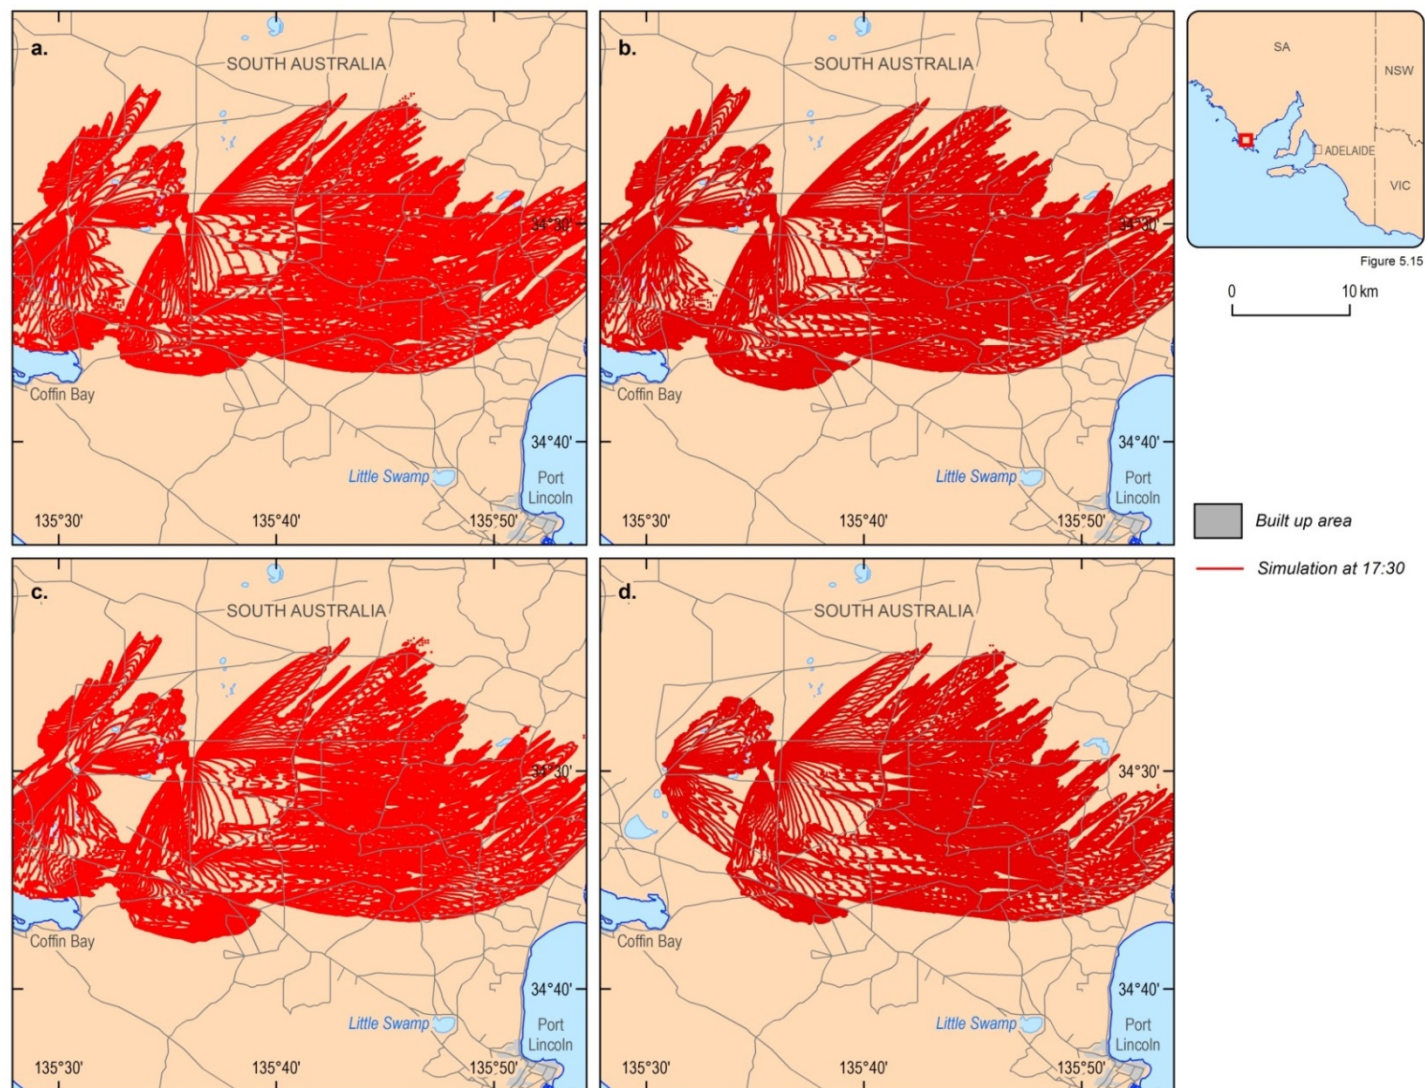 a.
SOUTH AUSTRALIA
34°30'
Coffin Bay
34°40'
Little Swamp
Port
Lincoln
135°30'
135°40'
135°50'
b.
SOUTH AUSTRALIA
34°30'
Coffin Bay
34°40'
Little Swamp
Port
Lincoln
135°30'
135°40'
135°50'
SA
NSW
ADELAIDE
VIC
Figure 5.15
0 10 km
Built up area
Simulation at 17:30
c.
SOUTH AUSTRALIA
34°30'
Coffin Bay
34°40'
Little Swamp
Port
Lincoln
135°30'
135°40'
135°50'
d.
SOUTH AUSTRALIA
34°30'
Coffin Bay
34°40'
Little Swamp
Port
Lincoln
135°30'
135°40'
135°50'